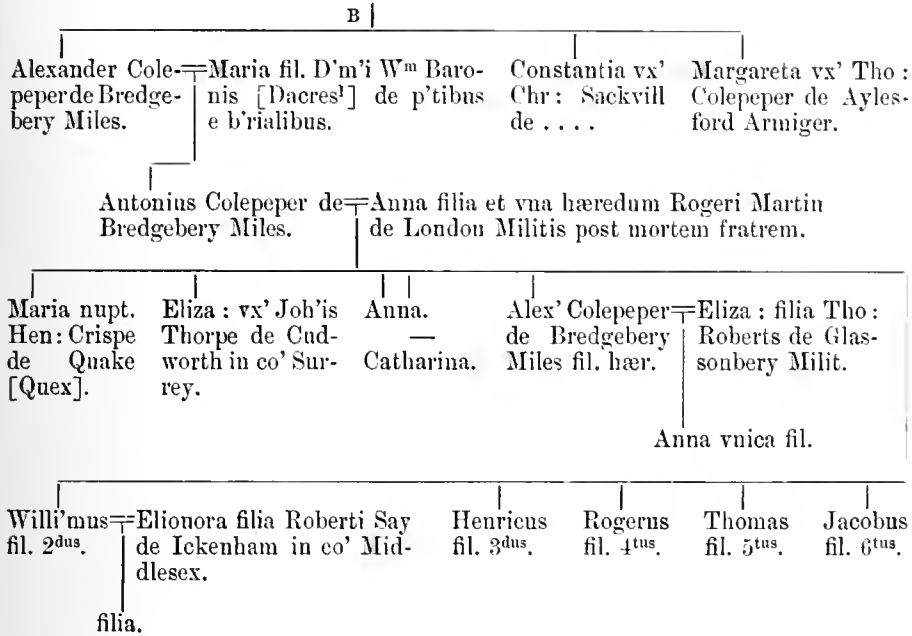 B
Alexander Cole-
peper de Bredge-
bery Miles.
Maria fil. D'm'i Wm Baro-
nis [Dacres1] de p'tibus
e b'rialibus.
Constantia vx'
Chr: Sackvill
de . . . .
Margareta vx' Tho:
Colepeper de Ayles-
ford Armiger.
Antonius Colepeper de
Bredgebery Miles.
Anna filia et vna hæredum Rogeri Martin
de London Militis post mortem fratrem.
Maria nupt.
Hen: Crispe
de Quake
[Quex].
Eliza: vx' Joh'is
Thorpe de Cud-
worth in co' Sur-
rey.
Anna.
—
Catharina.
Alex' Colepeper
de Bredgebery
Miles fil. hær.
Eliza: filia Tho:
Roberts de Glas-
sonbery Milit.
Anna vnica fil.
Willi'mus
fil. 2dus.
Elionora filia Roberti Say
de Ickenham in co' Mid-
dlesex.
Henricus
fil. 3dus.
Rogerus
fil. 4tus.
Thomas
fil. 5tus.
Jacobus
fil. 6tus.
filia.